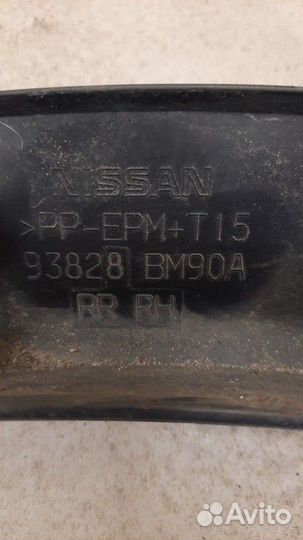 NISSAN
>PP-EPM+T15
93828 BM90A
RR RH
Avito